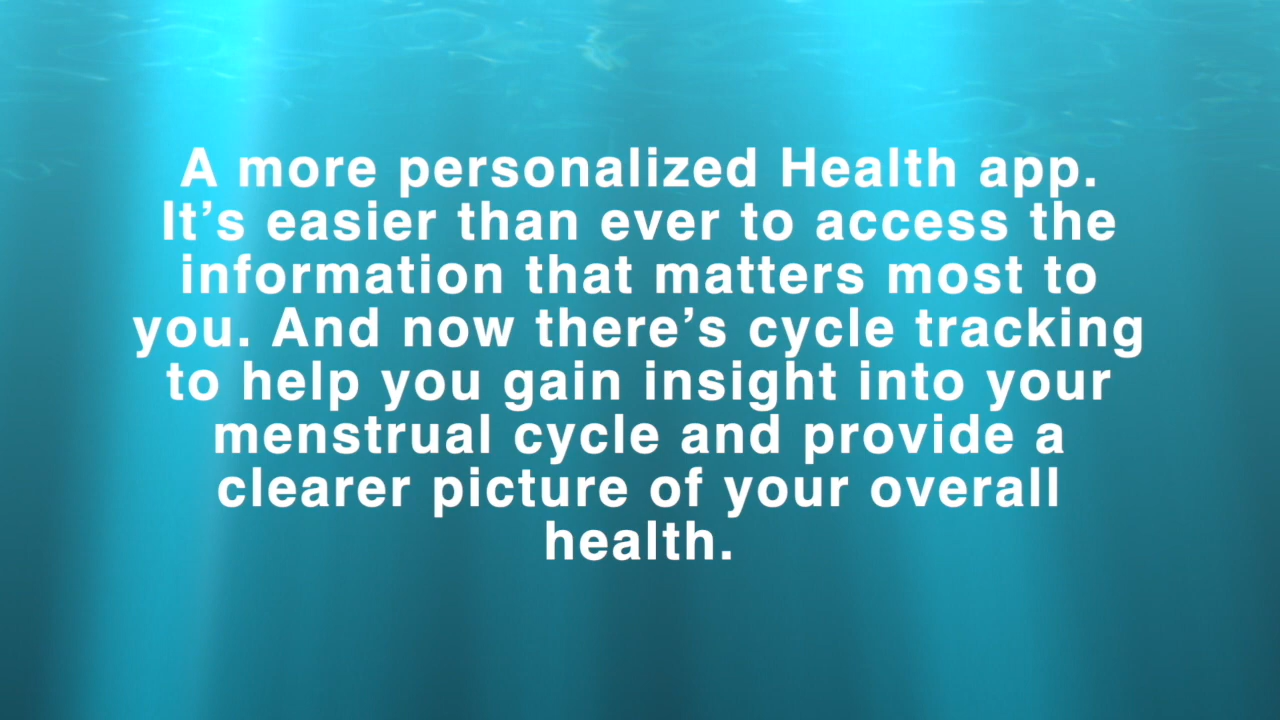 A more personalized Health app.
It’s easier than ever to access the
information that matters most to
you. And now there’s cycle tracking
to help you gain insight into your
menstrual cycle and provide a
clearer picture of your overall
health.